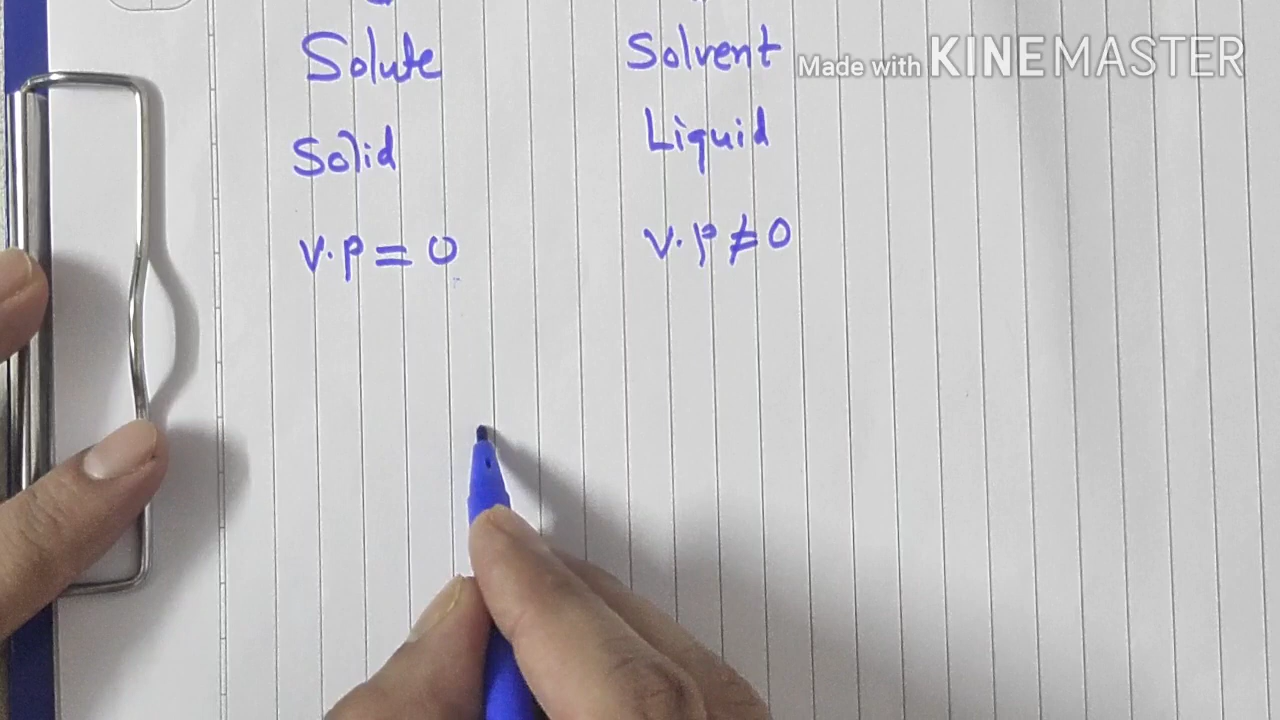 Solute Solvent
Made with KINEMASTER
Solid Liquid
V.P = 0 V.P ≠ 0